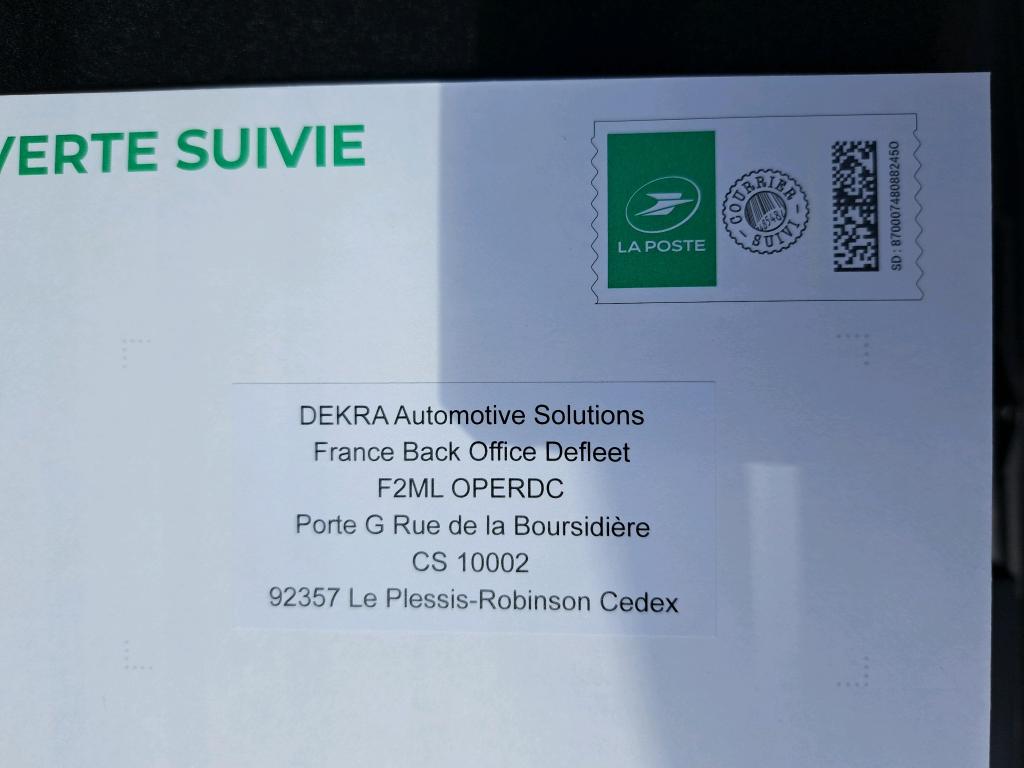 VERTE SUIVIE
LA POSTE
COURRIER
SUIVI
SD : 870007480882450
DEKRA Automotive Solutions
France Back Office Defleet
F2ML OPERDC
Porte G Rue de la Boursidière
CS 10002
92357 Le Plessis-Robinson Cedex